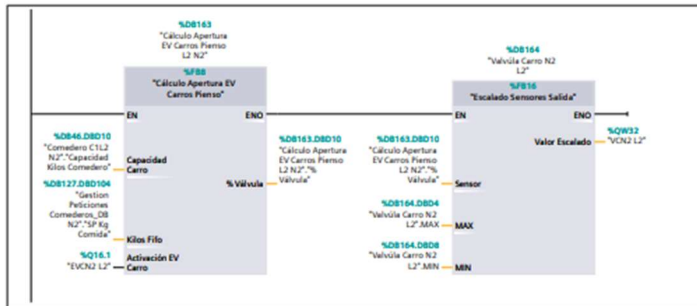 %DB163
"Cálculo Apertura
EV Carros Pienso
L2 N2"
%FB8
"Cálculo Apertura EV
Carros Pienso"
EN
ENO
%DB46.DBD10
"Comedero C1L2
N2"."Capacidad
Kilos Comedero"
Capacidad
Carro
%DB127.DBD104
"Gestion
Peticiones
Comederos_DB
N2"."SP Kg
Comida"
Kilos Fifo
%Q16.1
"EVCN2 L2"
Activación EV
Carro
% Válvula
%DB163.DBD10
"Cálculo Apertura
EV Carros Pienso
L2 N2"."%
Válvula"
%DB164
"Valvúla Carro N2
L2"
%FB16
"Escalado Sensores Salida"
EN
ENO
%DB163.DBD10
"Cálculo Apertura
EV Carros Pienso
L2 N2"."%
Válvula"
Sensor
%DB164.DBD4
"Valvúla Carro N2
L2".MAX
MAX
%DB164.DBD8
"Valvúla Carro N2
L2".MIN
MIN
Valor Escalado
%QW32
"VCN2 L2"